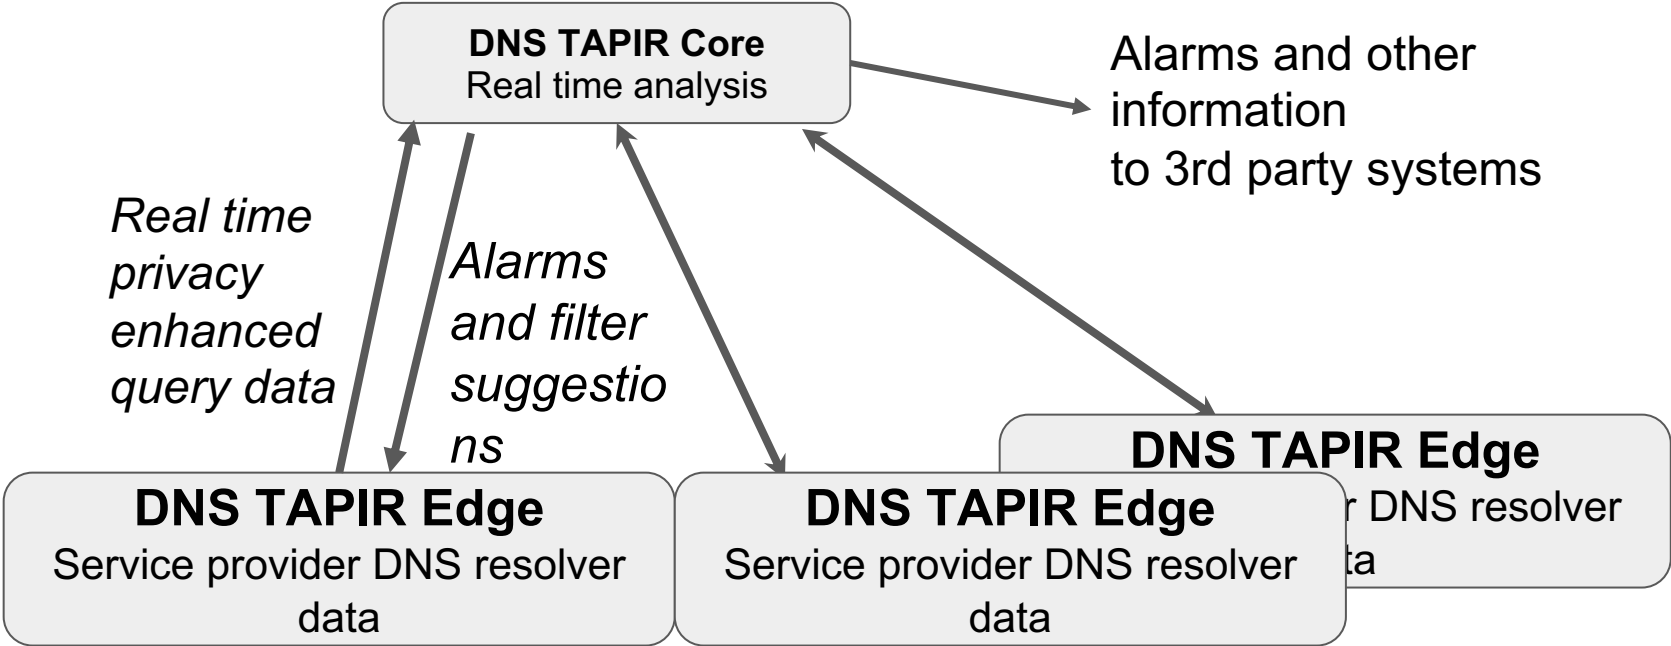 DNS TAPIR Core
Real time analysis
Alarms and other
information
to 3rd party systems
Real time
privacy
enhanced
query data
Alarms
and filter
suggestio
ns
DNS TAPIR Edge
Service provider DNS resolver
data
DNS TAPIR Edge
Service provider DNS resolver
data
DNS TAPIR Edge
DNS resolver